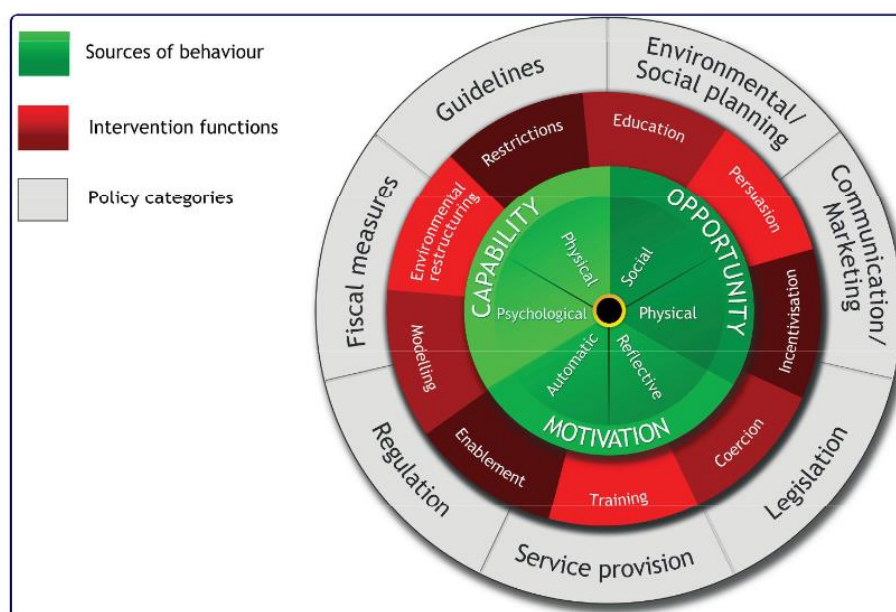 Sources of behaviour
Intervention functions
Policy categories
Environmental/
Social planning
Communication/
Marketing
Legislation
Service provision
Regulation
Fiscal measures
Guidelines
Education
Persuasion
Incentivisation
Coercion
Training
Enablement
Modelling
Environmental
restructuring
Restrictions
CAPABILITY
Physical
Psychological
OPPORTUNITY
Social
Physical
MOTIVATION
Automatic
Reflective